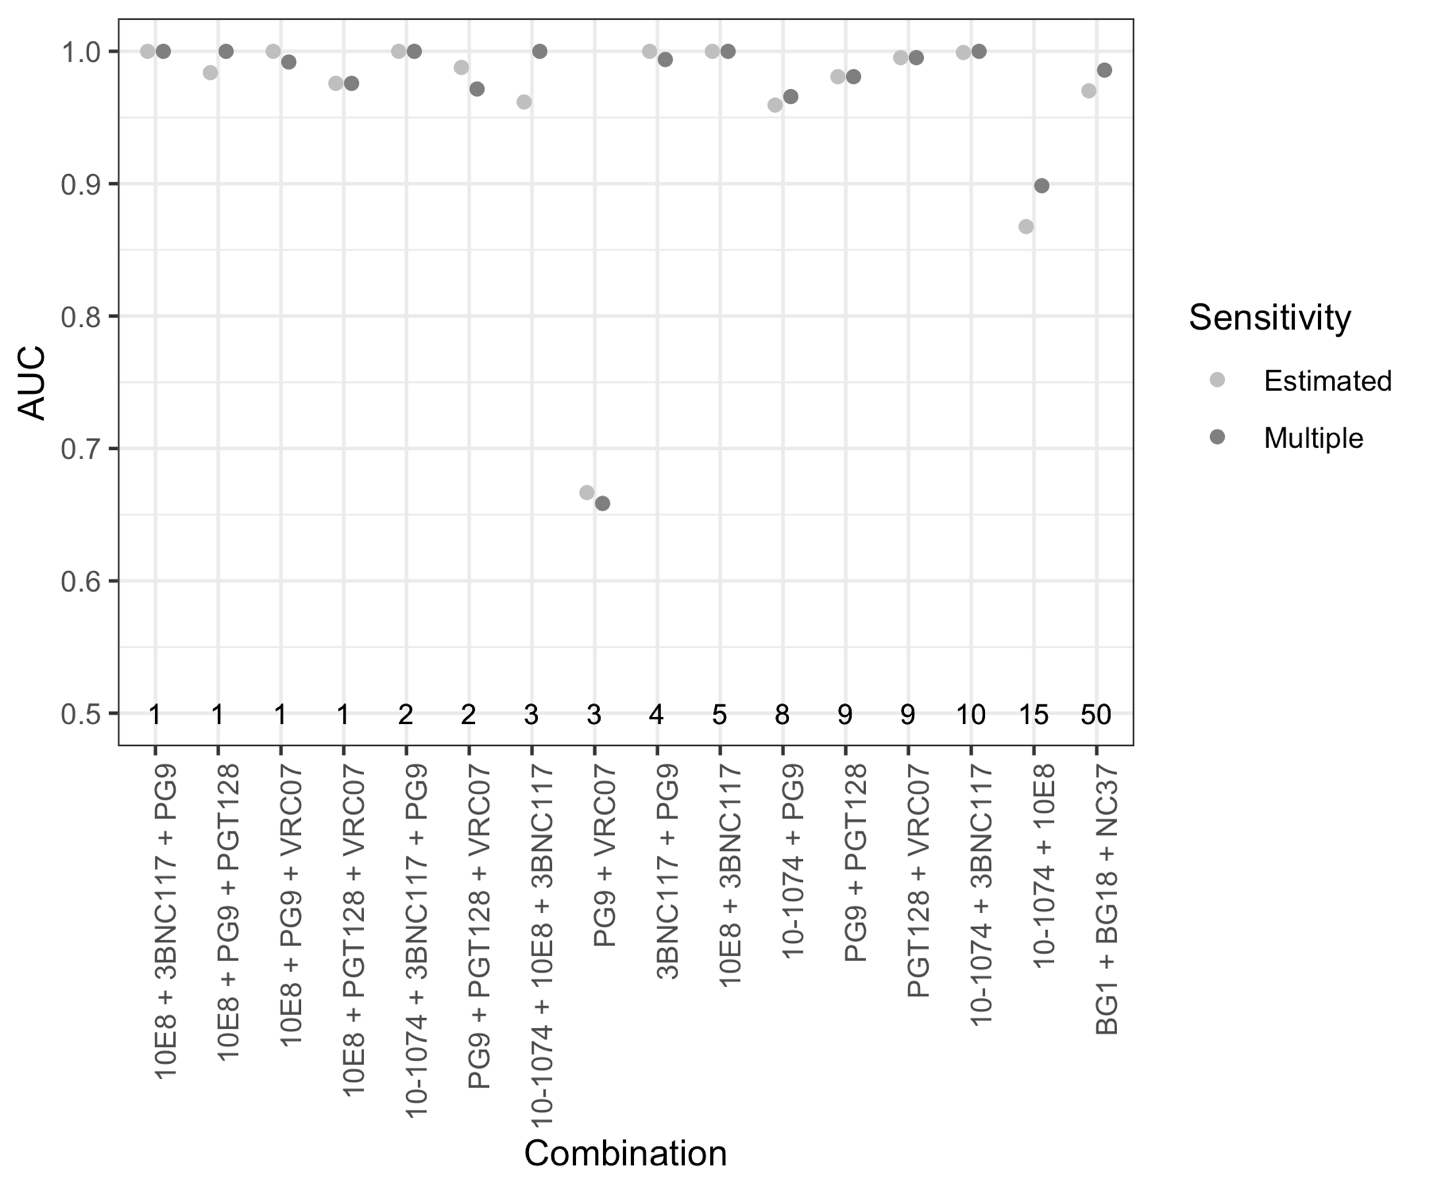 AUC
1.0
0.9
0.8
0.7
0.6
0.5
1 1 1 1 2 2 3 3 4 5 8 9 9 10 15 50
10E8 + 3BNC117 + PG9
10E8 + PG9 + PGT128
10E8 + PG9 + VRC07
10E8 + PGT128 + VRC07
10-1074 + 3BNC117 + PG9
PG9 + PGT128 + VRC07
10-1074 + 10E8 + 3BNC117
PG9 + VRC07
3BNC117 + PG9
10E8 + 3BNC117
10-1074 + PG9
PG9 + PGT128
PGT128 + VRC07
10-1074 + 3BNC117
10-1074 + 10E8
BG1 + BG18 + NC37
Combination
Sensitivity
Estimated
Multiple